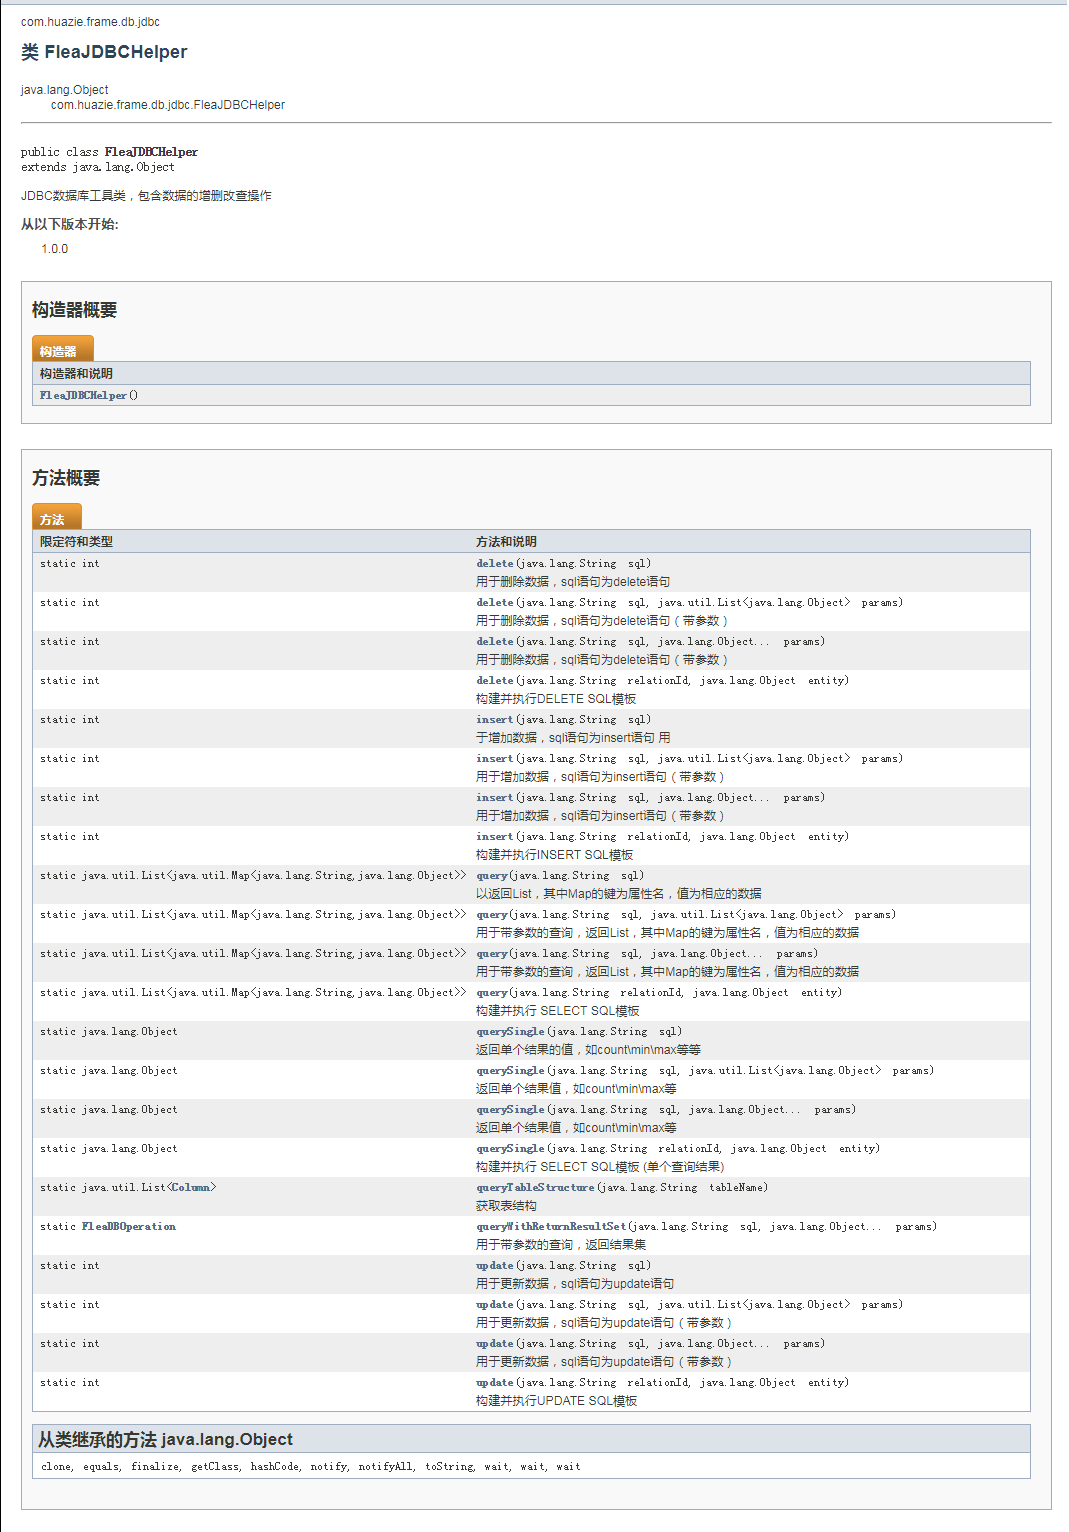 com.huazie.frame.db.jdbc
类 FleaJDBCHelper
java.lang.Object
com.huazie.frame.db.jdbc.FleaJDBCHelper
public class FleaJDBCHelper
extends java.lang.Object
JDBC数据库工具类，包含数据的增删改查操作
从以下版本开始:
1.0.0
构造器概要
构造器
构造器和说明
FleaJDBCHelper()
方法概要
方法
限定符和类型 方法和说明
static int delete(java.lang.String sql)
用于删除数据，sql语句为delete语句
static int delete(java.lang.String sql, java.util.List<java.lang.Object> params)
用于删除数据，sql语句为delete语句（带参数）
static int delete(java.lang.String sql, java.lang.Object... params)
用于删除数据，sql语句为delete语句（带参数）
static int delete(java.lang.String relationId, java.lang.Object entity)
构建并执行DELETE SQL模板
static int insert(java.lang.String sql)
于增加数据，sql语句为insert语句 用
static int insert(java.lang.String sql, java.util.List<java.lang.Object> params)
用于增加数据，sql语句为insert语句（带参数）
static int insert(java.lang.String sql, java.lang.Object... params)
用于增加数据，sql语句为insert语句（带参数）
static int insert(java.lang.String relationId, java.lang.Object entity)
构建并执行INSERT SQL模板
static java.util.List<java.util.Map<java.lang.String,java.lang.Object>> query(java.lang.String sql)
以返回List，其中Map的键为属性名，值为相应的数据
static java.util.List<java.util.Map<java.lang.String,java.lang.Object>> query(java.lang.String sql, java.util.List<java.lang.Object> params)
用于带参数的查询，返回List，其中Map的键为属性名，值为相应的数据
static java.util.List<java.util.Map<java.lang.String,java.lang.Object>> query(java.lang.String sql, java.lang.Object... params)
用于带参数的查询，返回List，其中Map的键为属性名，值为相应的数据
static java.util.List<java.util.Map<java.lang.String,java.lang.Object>> query(java.lang.String relationId, java.lang.Object entity)
构建并执行 SELECT SQL模板
static java.lang.Object querySingle(java.lang.String sql)
返回单个结果的值，如count\min\max等等
static java.lang.Object querySingle(java.lang.String sql, java.util.List<java.lang.Object> params)
返回单个结果值，如count\min\max等
static java.lang.Object querySingle(java.lang.String sql, java.lang.Object... params)
返回单个结果值，如count\min\max等
static java.lang.Object querySingle(java.lang.String relationId, java.lang.Object entity)
构建并执行 SELECT SQL模板 (单个查询结果)
static java.util.List<Column> queryTableStructure(java.lang.String tableName)
获取表结构
static FleaDBOperation queryWithReturnResultSet(java.lang.String sql, java.lang.Object... params)
用于带参数的查询，返回结果集
static int update(java.lang.String sql)
用于更新数据，sql语句为update语句
static int update(java.lang.String sql, java.util.List<java.lang.Object> params)
用于更新数据，sql语句为update语句（带参数）
static int update(java.lang.String sql, java.lang.Object... params)
用于更新数据，sql语句为update语句（带参数）
static int update(java.lang.String relationId, java.lang.Object entity)
构建并执行UPDATE SQL模板
从类继承的方法 java.lang.Object
clone, equals, finalize, getClass, hashCode, notify, notifyAll, toString, wait, wait, wait